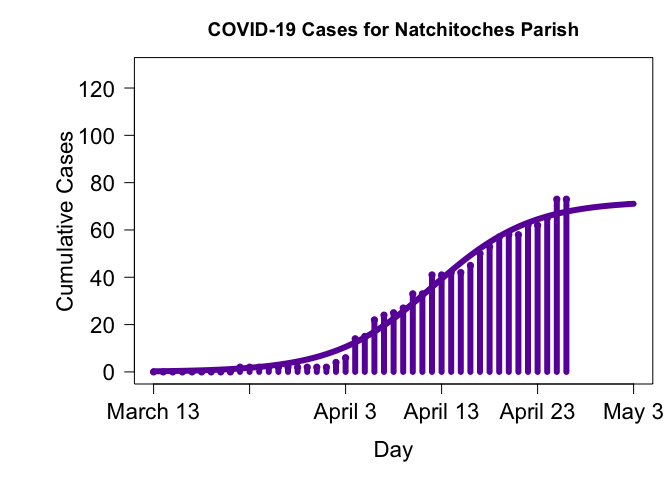 COVID-19 Cases for Natchitoches Parish
Cumulative Cases
120
100
80
60
40
20
0
March 13 April 3 April 13 April 23 May 3
Day